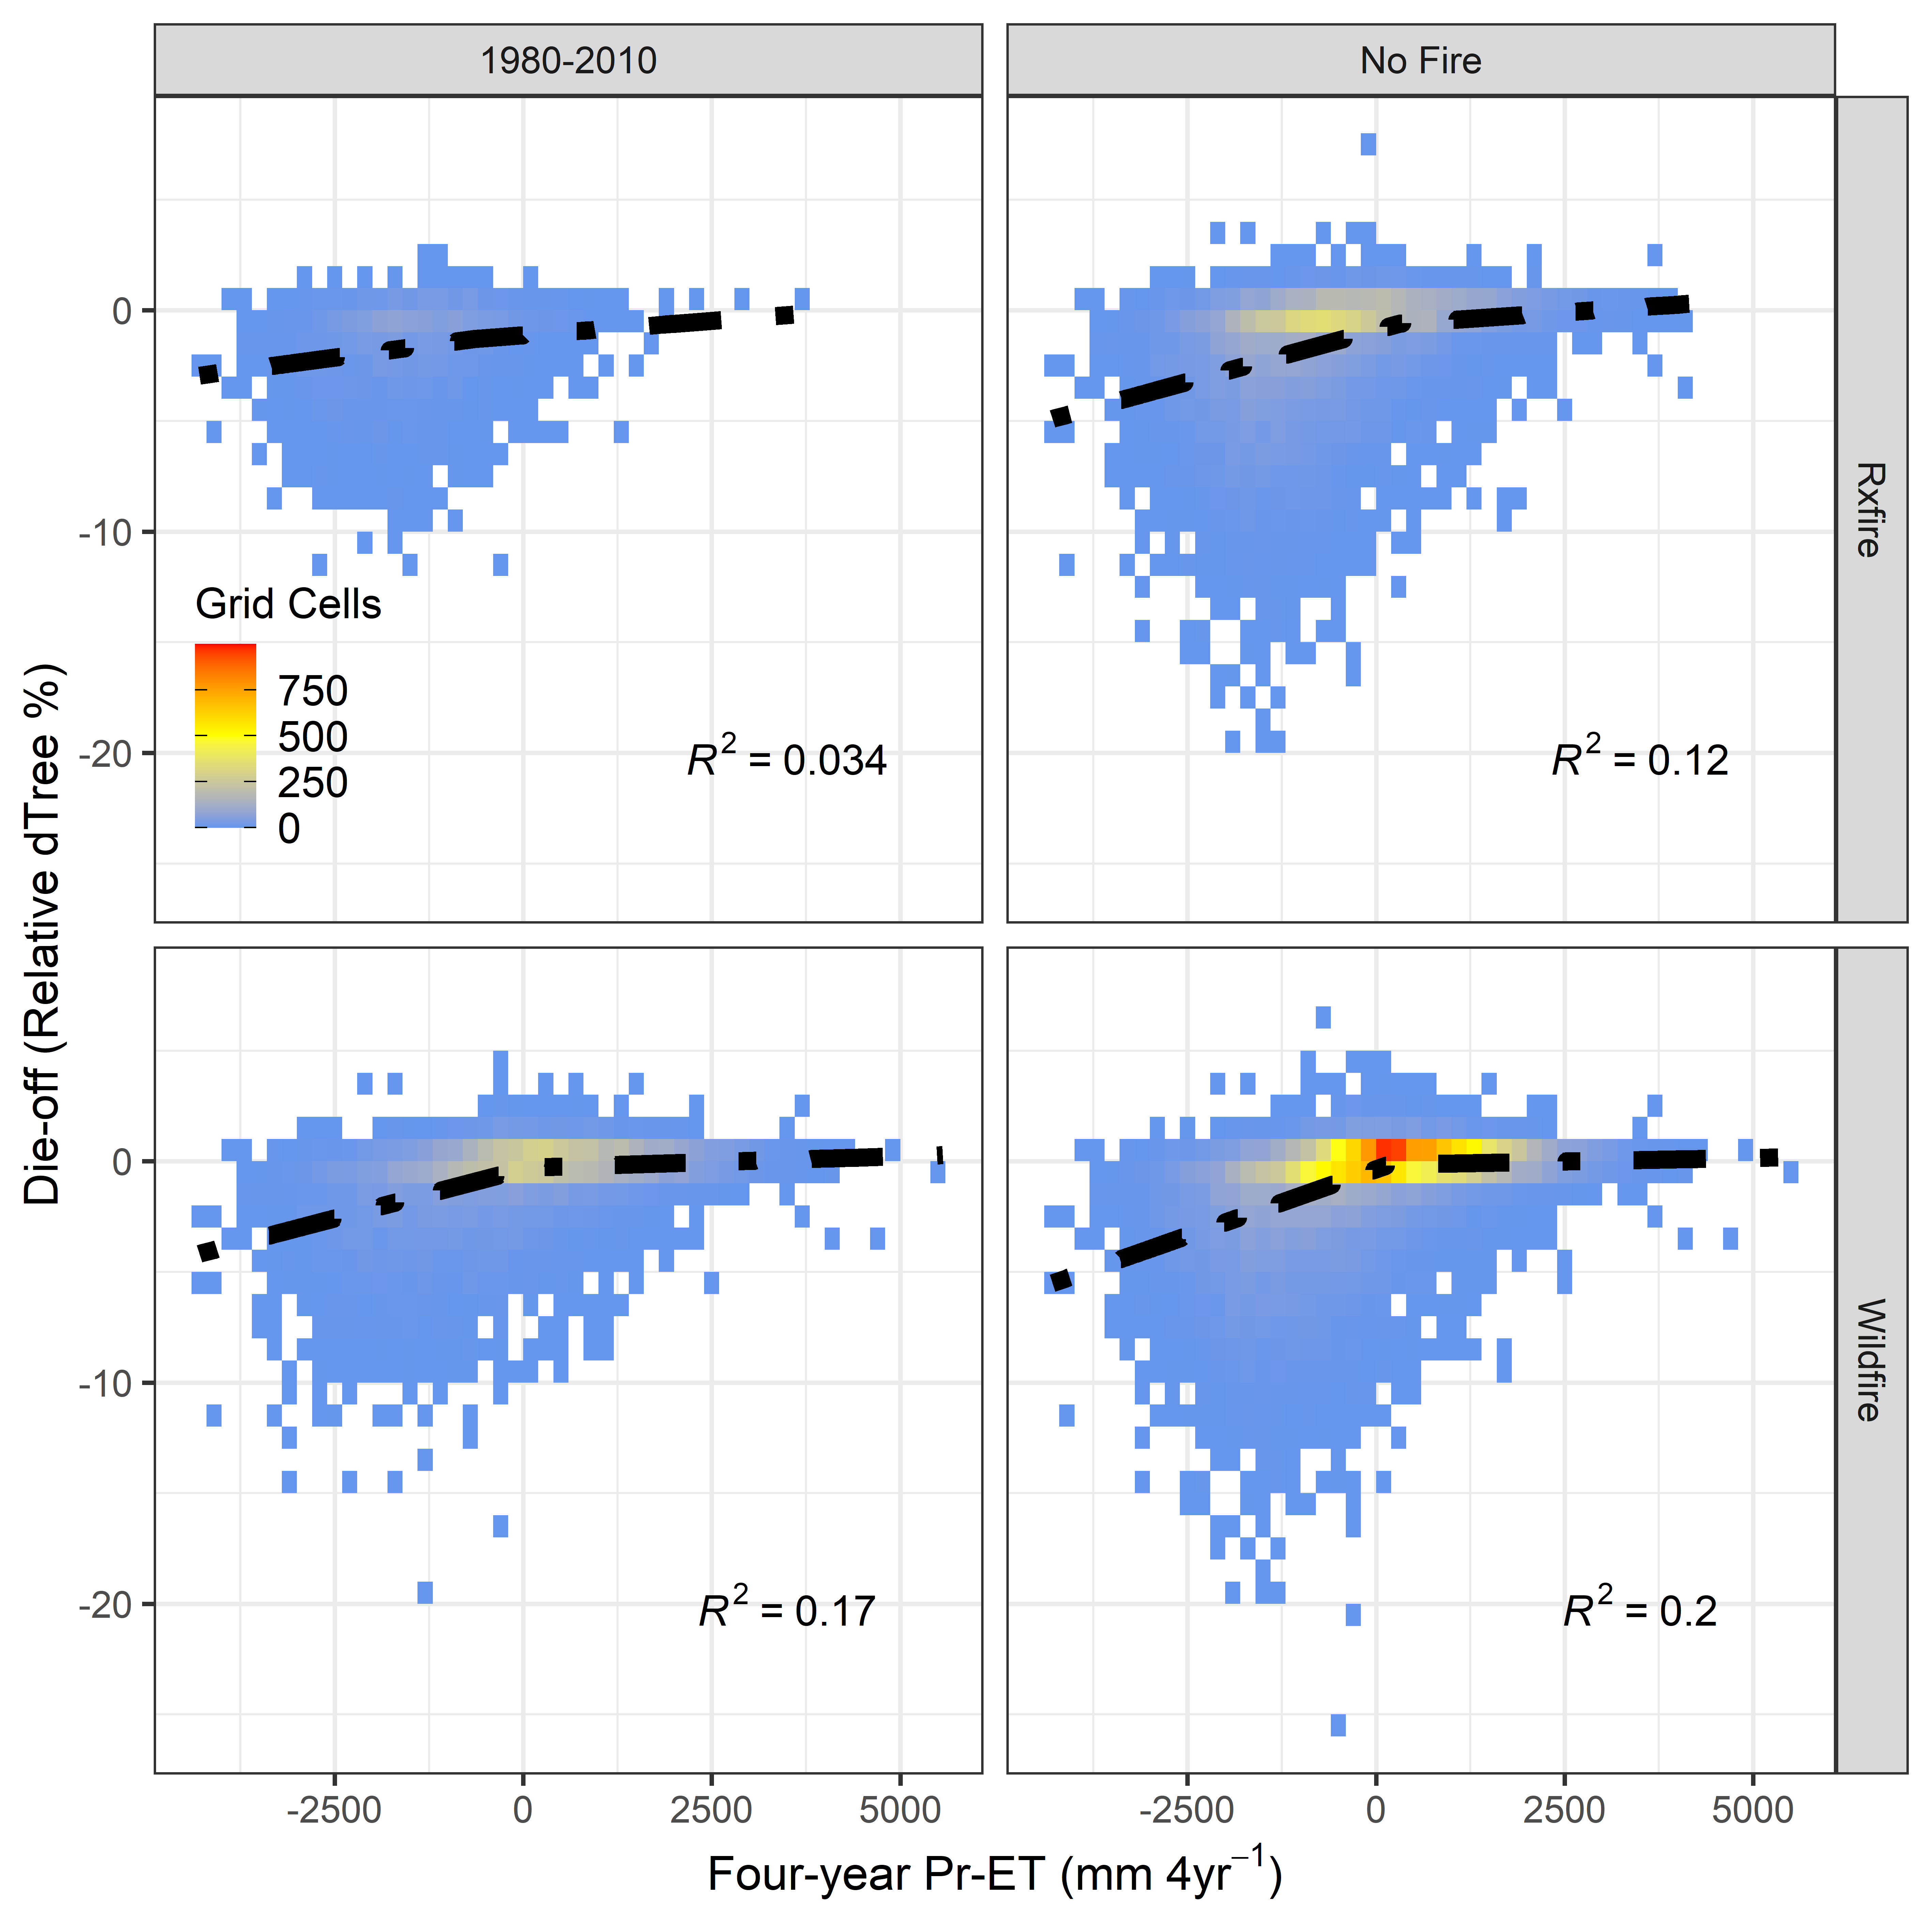 1980-2010
No Fire
Rxfire
Wildfire
Die-off (Relative dTree %)
0
-10
-20
Grid Cells
750
500
250
0
R² = 0.034
R² = 0.12
0
-10
-20
R² = 0.17
R² = 0.2
-2500 0 2500 5000
-2500 0 2500 5000
Four-year Pr-ET (mm 4yr⁻¹)